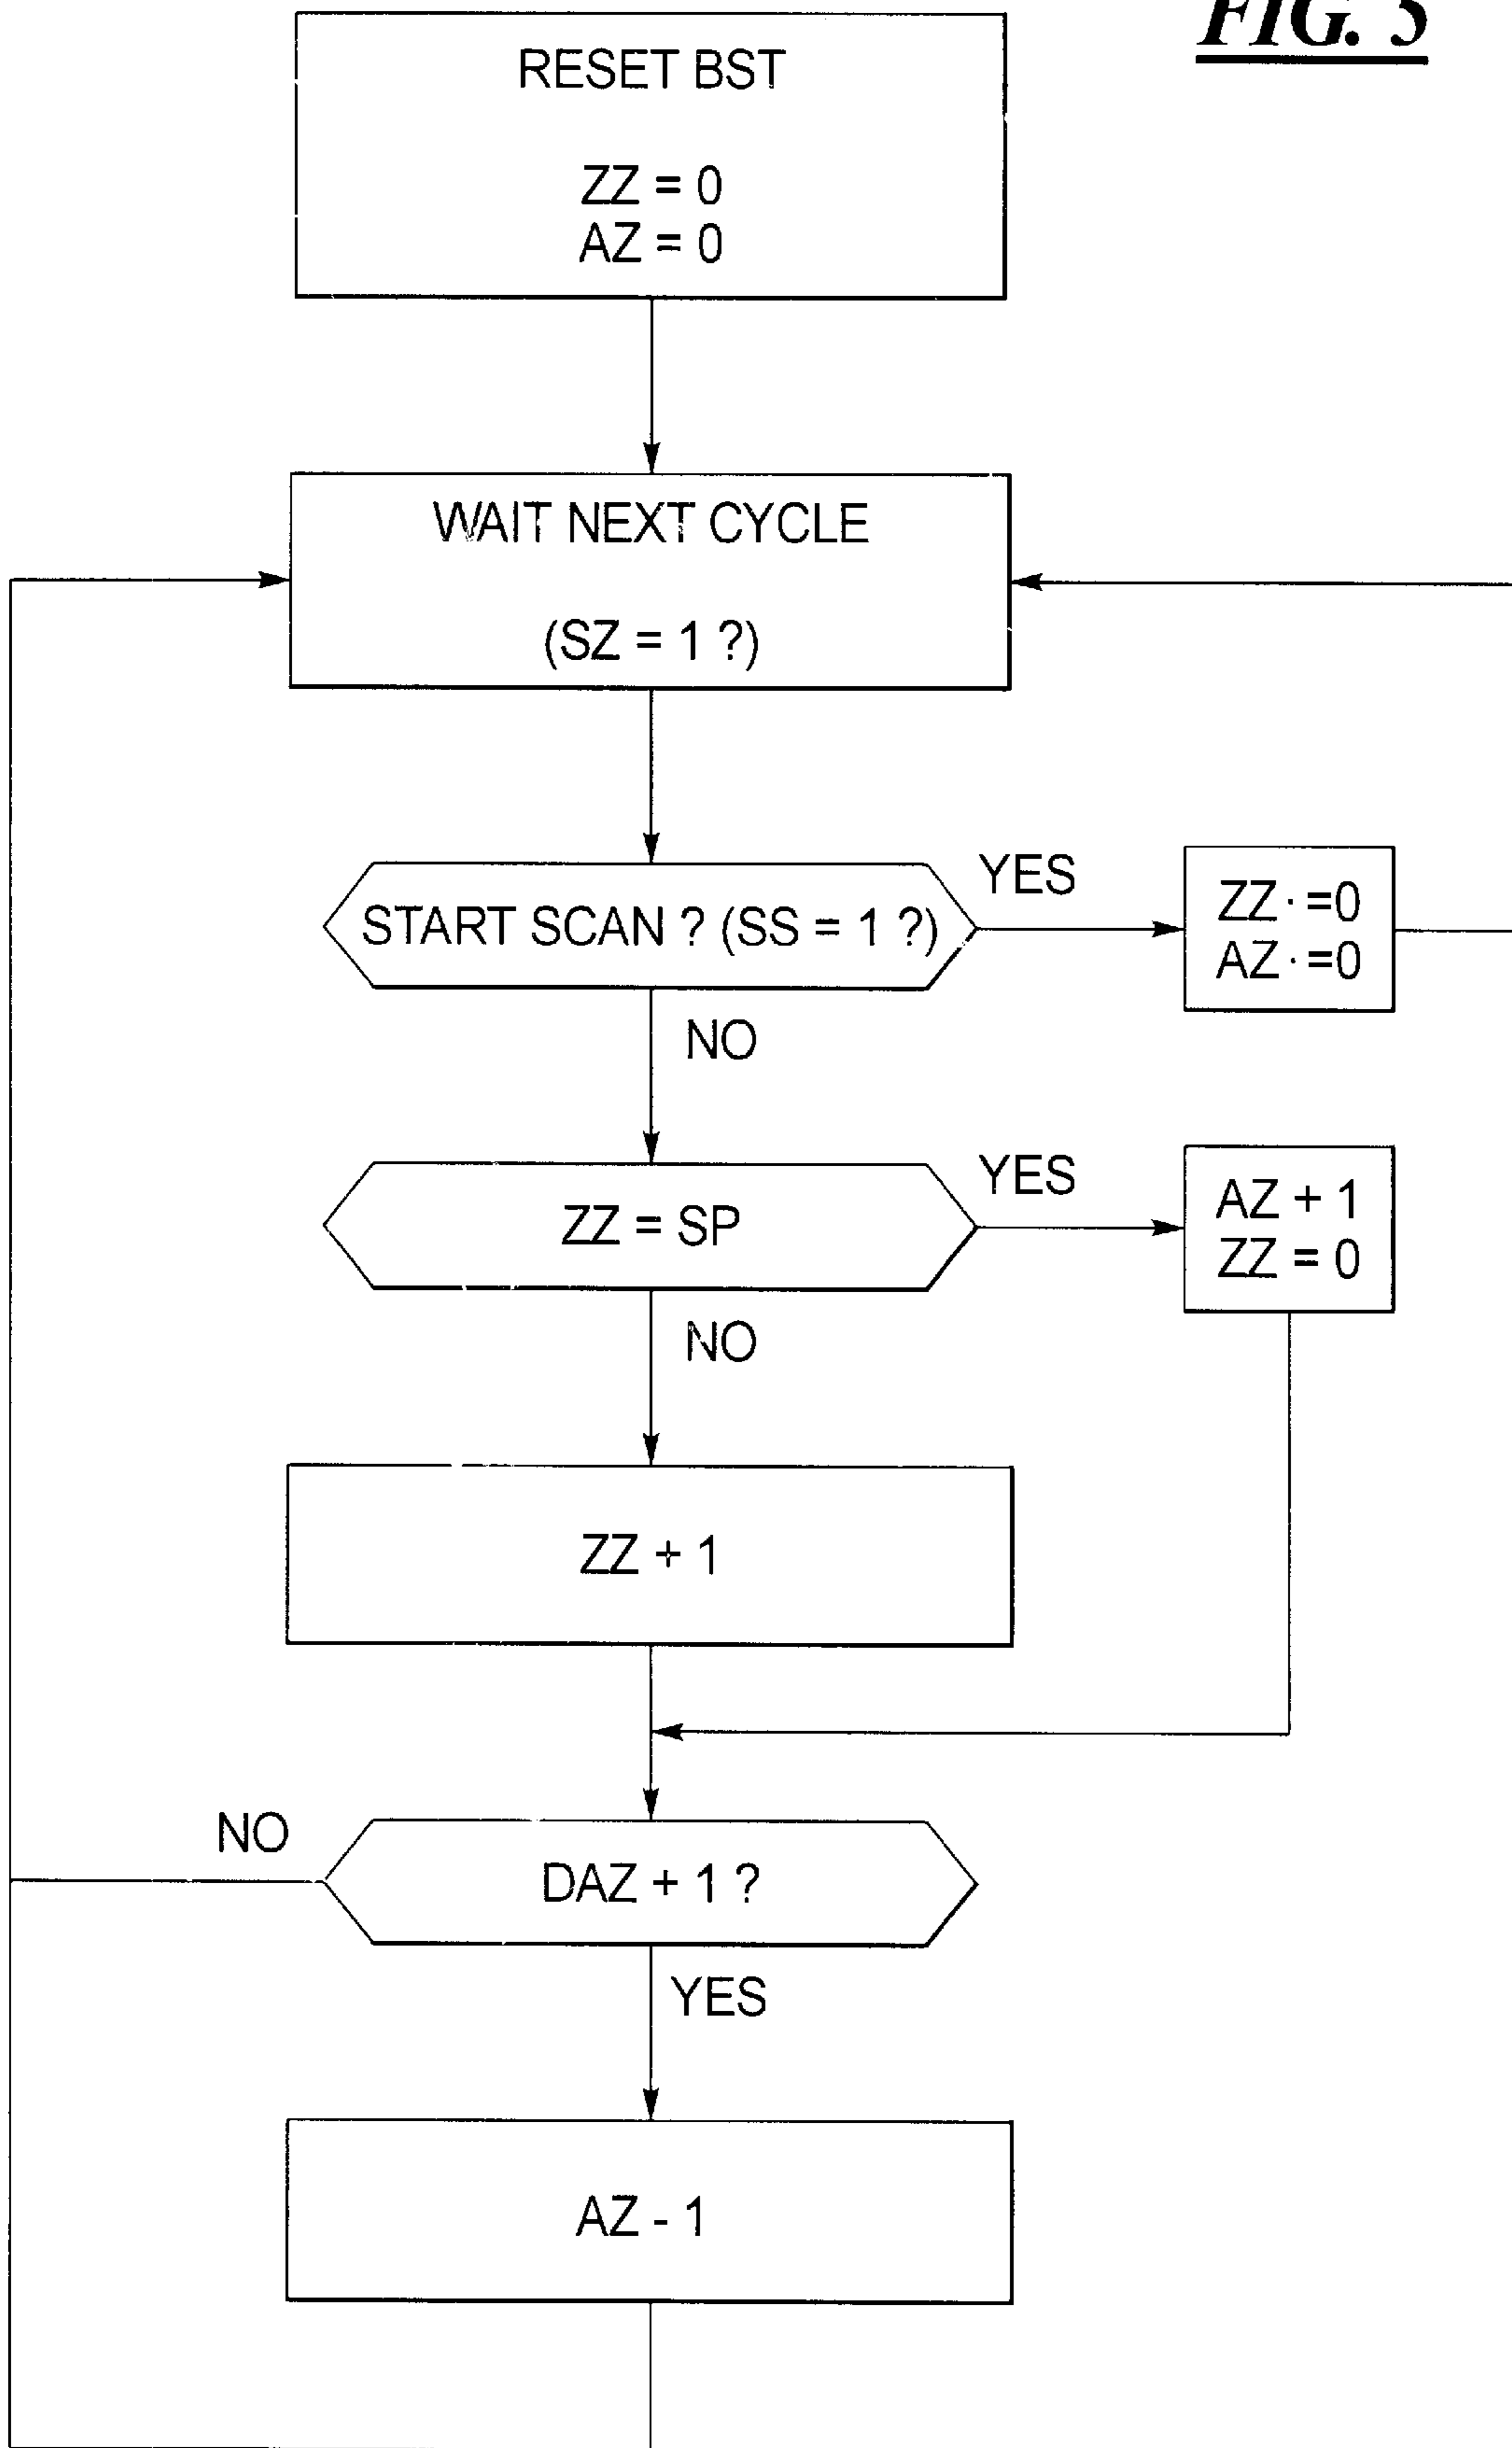 FIG. 5
RESET BST
ZZ = 0
AZ = 0
WAIT NEXT CYCLE
(SZ = 1 ?)
START SCAN ? (SS = 1 ?)
YES
ZZ·=0
AZ·=0
NO
ZZ = SP
YES
AZ + 1
ZZ = 0
NO
ZZ + 1
NO
DAZ + 1 ?
YES
AZ - 1